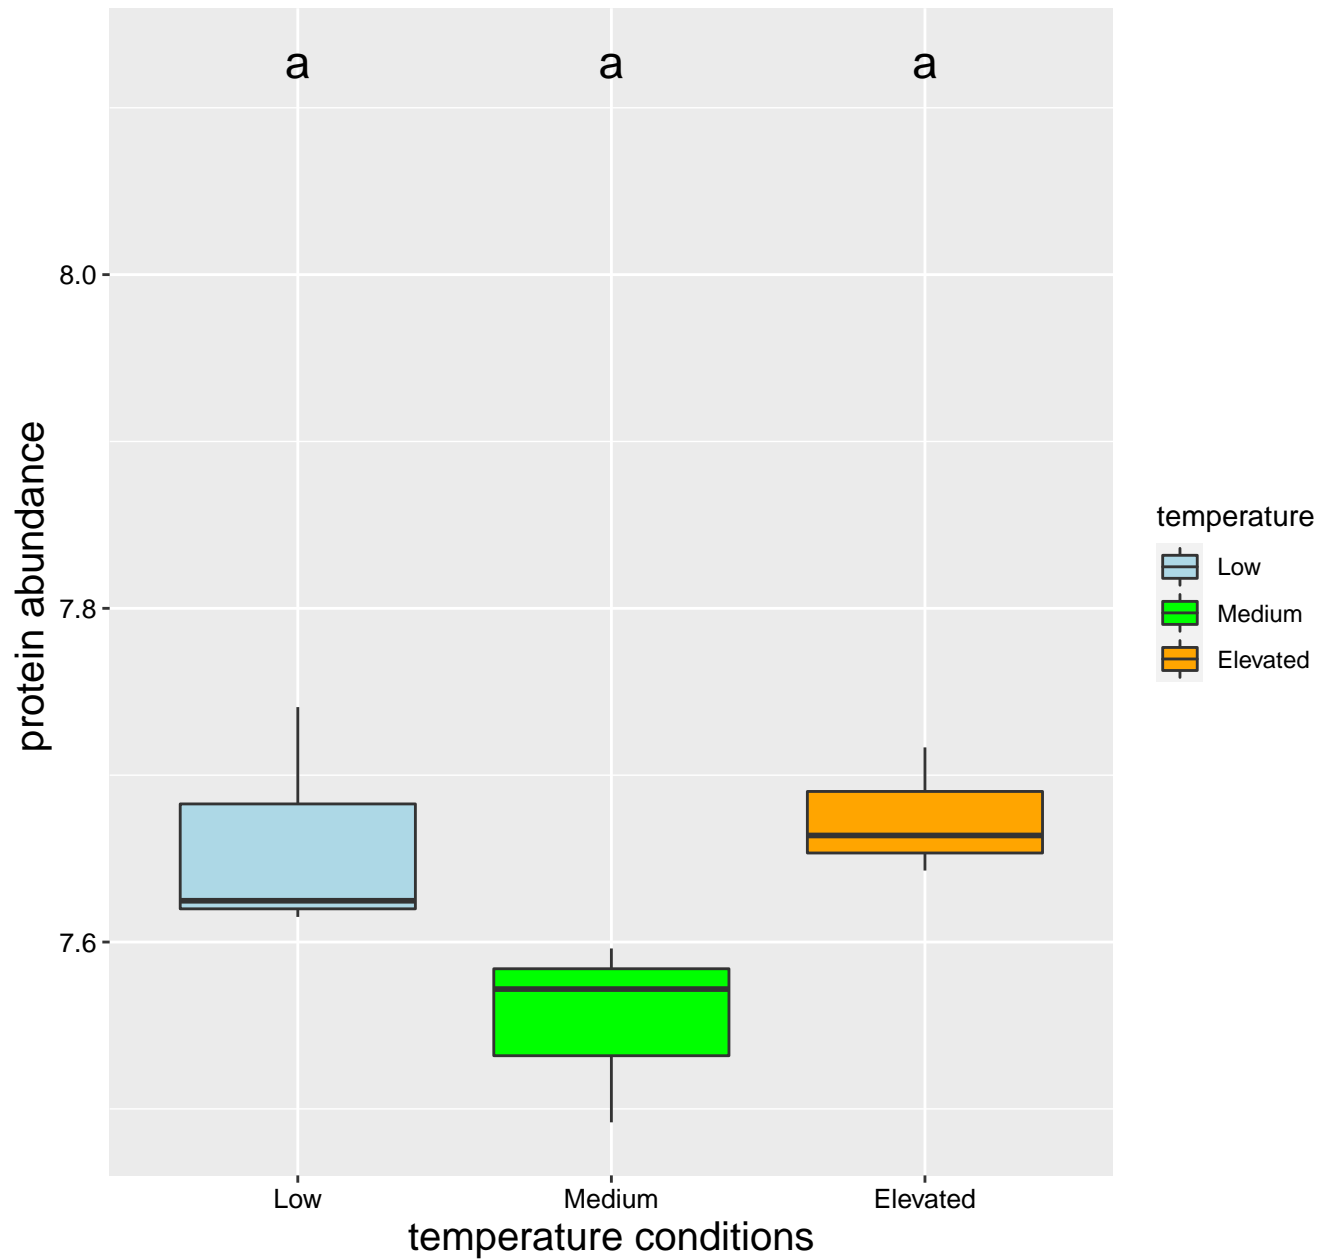 a a a
8.0
7.8
7.6
protein abundance
Low Medium Elevated
temperature conditions
temperature
Low
Medium
Elevated